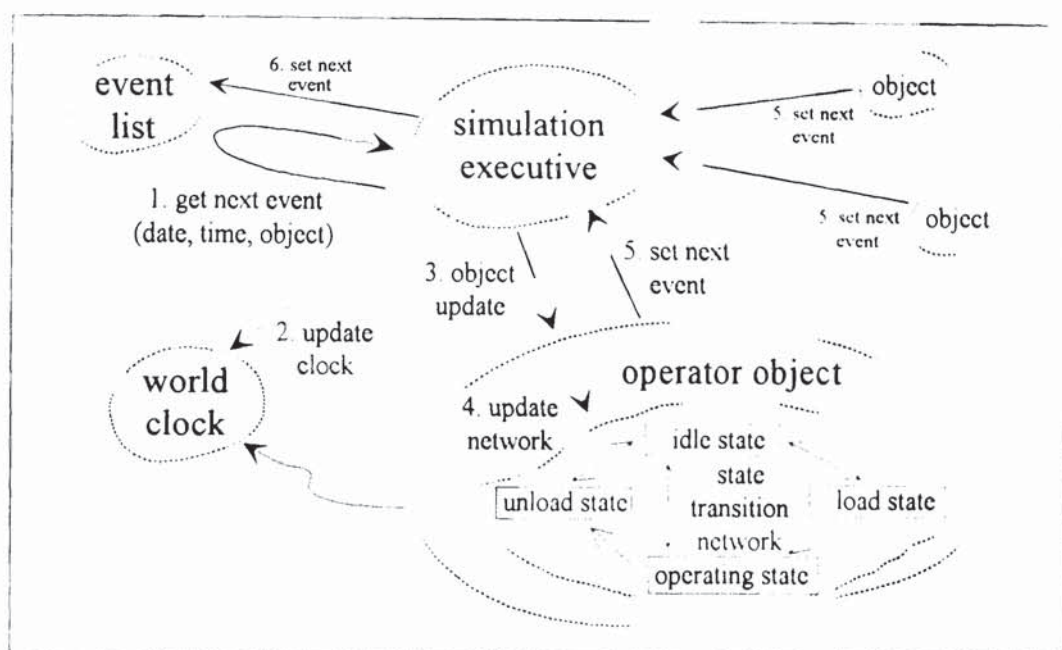 event
list
6. set next
event
simulation
executive
object
5. set next
event
1. get next event
(date, time, object)
object
5. set next
event
3. object
update
5. set next
event
2. update
clock
world
clock
operator object
4. update
network
idle state
state
transition
network
unload state
load state
operating state